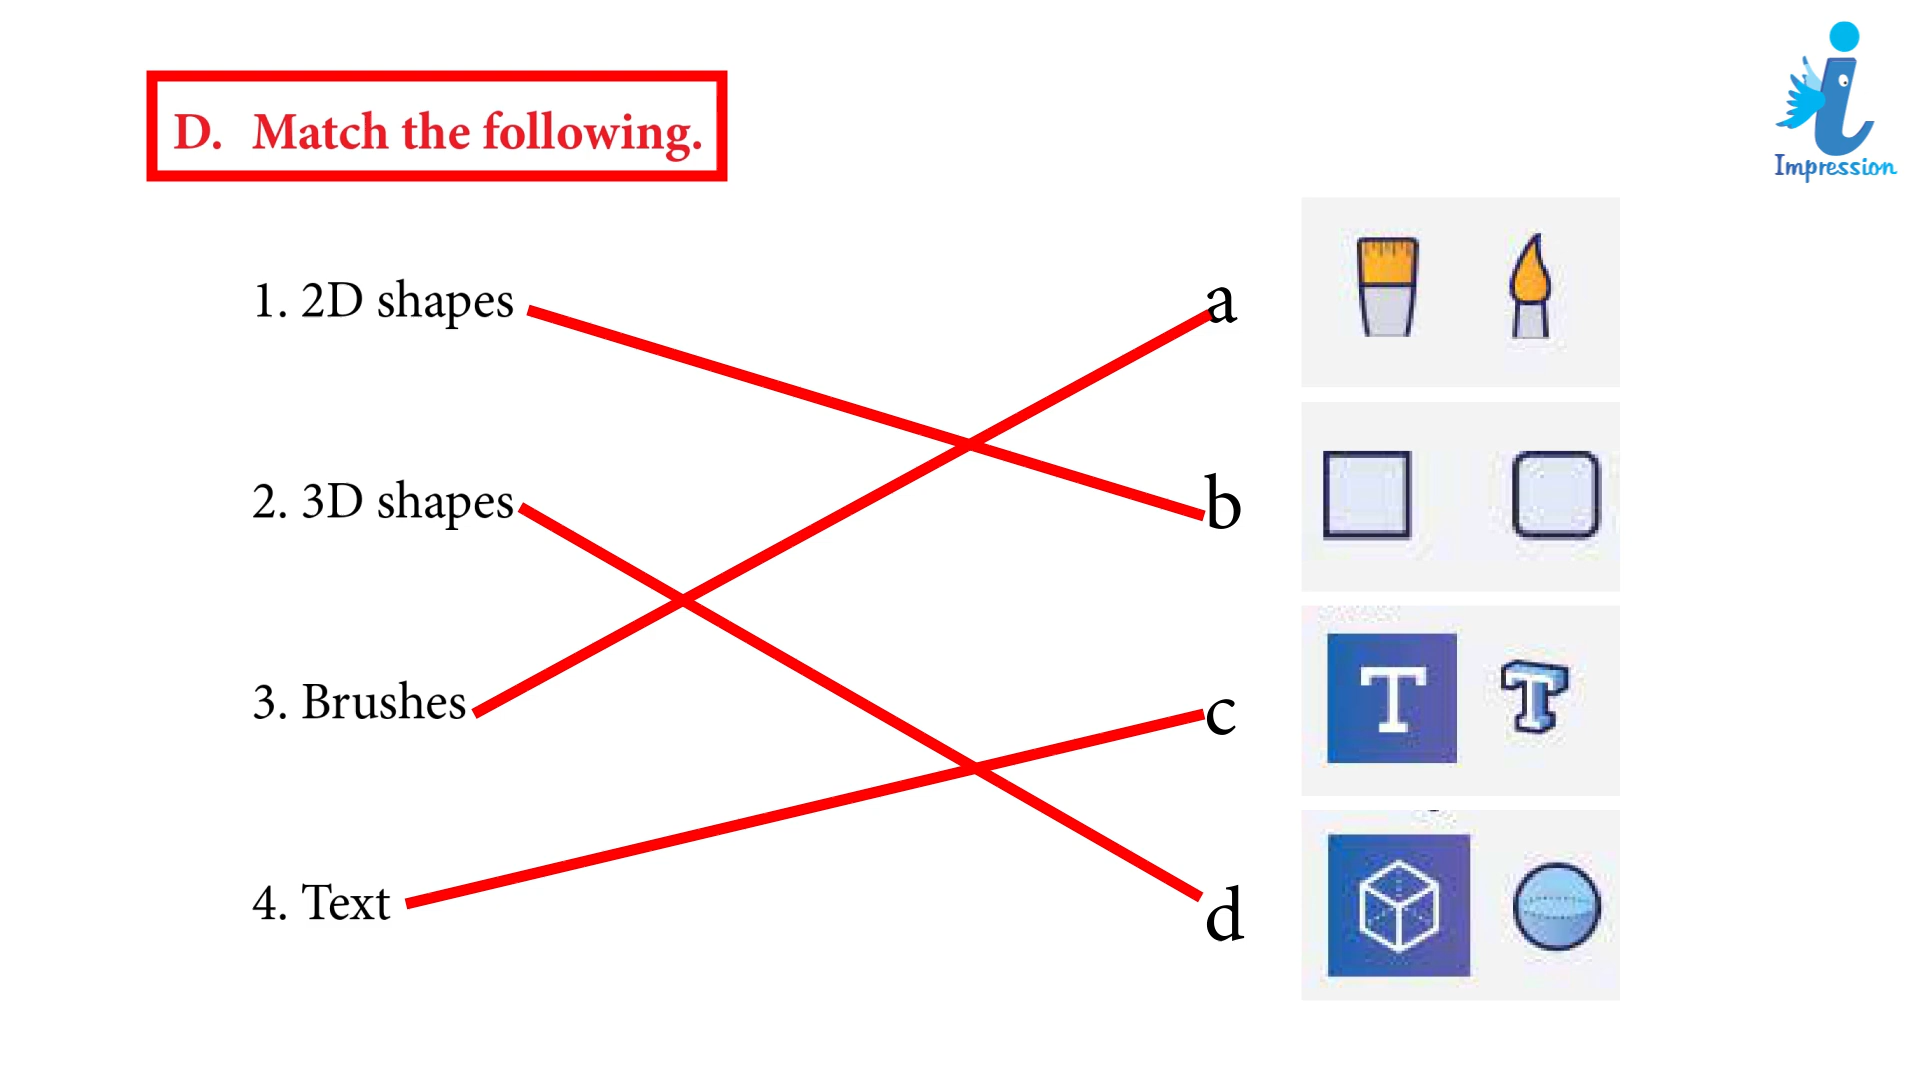 D. Match the following.
Impression
1. 2D shapes
a
2. 3D shapes
b
3. Brushes
c
T T
4. Text
d